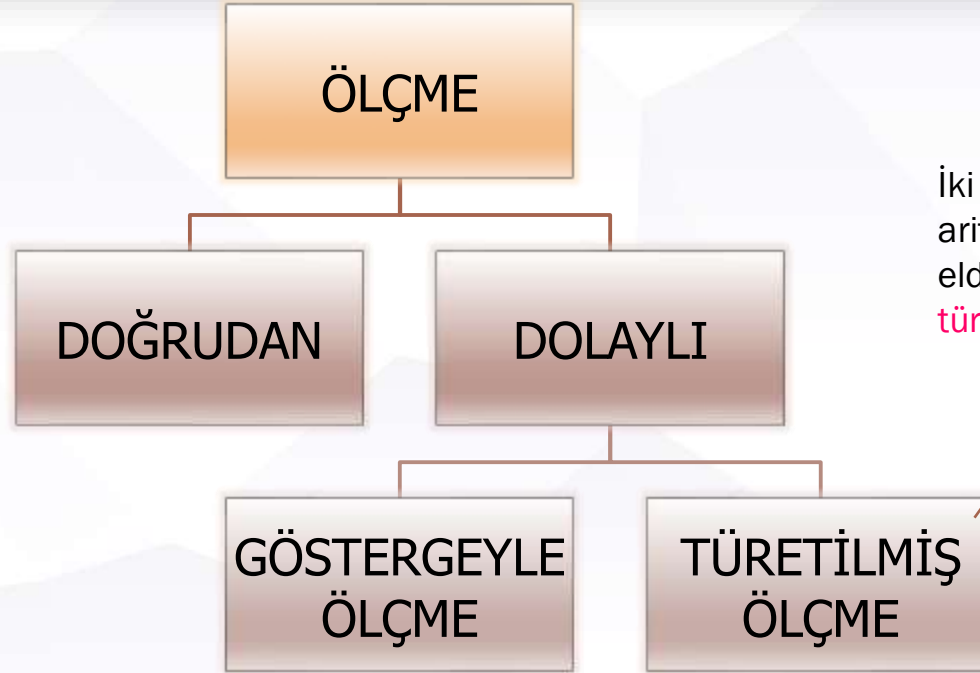 ÖLÇME
DOĞRUDAN
DOLAYLI
İki
GÖSTERGEYLE
ÖLÇME
TÜRETİLMİŞ
ÖLÇME